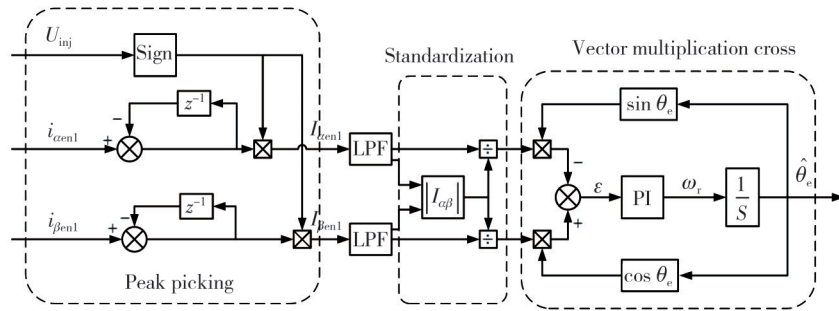 U_inj
Sign
Standardization
Vector multiplication cross
z^-1
sin θ_e
i_αen1
I_αen1
LPF
÷
|I_αβ|
ε
PI
ω_r
1/S
θ̂_e
z^-1
i_βen1
I_βen1
LPF
÷
cos θ_e
Peak picking